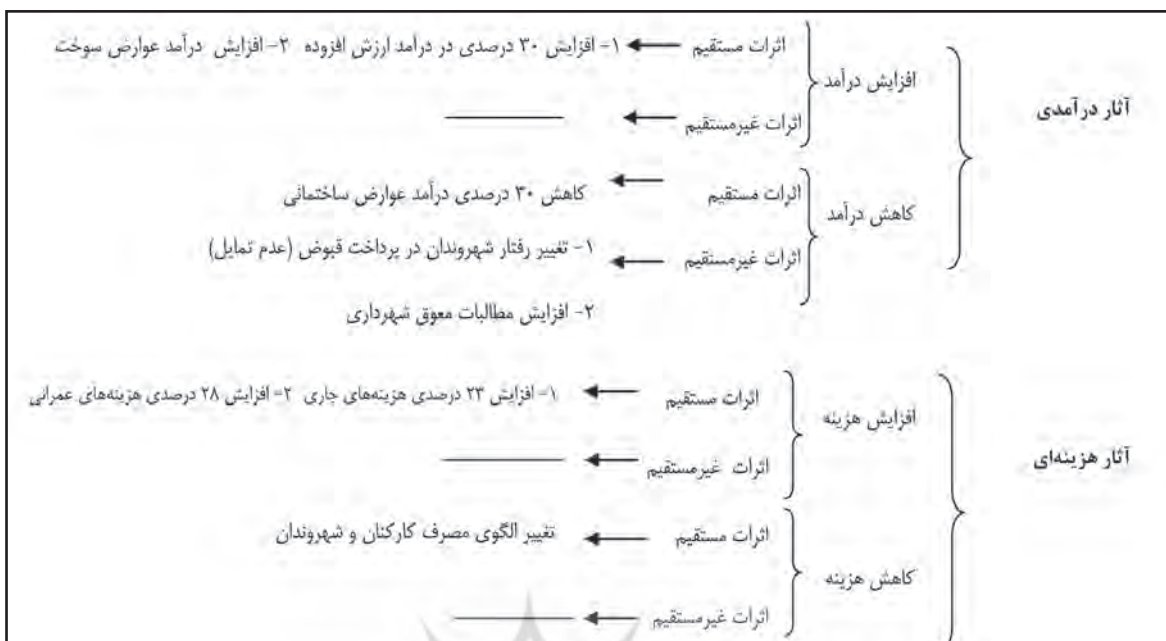 آثار درآمدی
افزایش درآمد
اثرات مستقیم
۱- افزایش ۳۰ درصدی در درآمد ارزش افزوده ۲- افزایش درآمد عوارض سوخت
اثرات غیرمستقیم
کاهش درآمد
اثرات مستقیم
کاهش ۳۰ درصدی درآمد عوارض ساختمانی
اثرات غیرمستقیم
۱- تغییر رفتار شهروندان در پرداخت قبوض (عدم تمایل)
۲- افزایش مطالبات معوق شهرداری
آثار هزینه‌ای
افزایش هزینه
اثرات مستقیم
۱- افزایش ۲۳ درصدی هزینه‌های جاری ۲- افزایش ۲۸ درصدی هزینه‌های عمرانی
اثرات غیرمستقیم
کاهش هزینه
اثرات مستقیم
تغییر الگوی مصرف کارکنان و شهروندان
اثرات غیرمستقیم